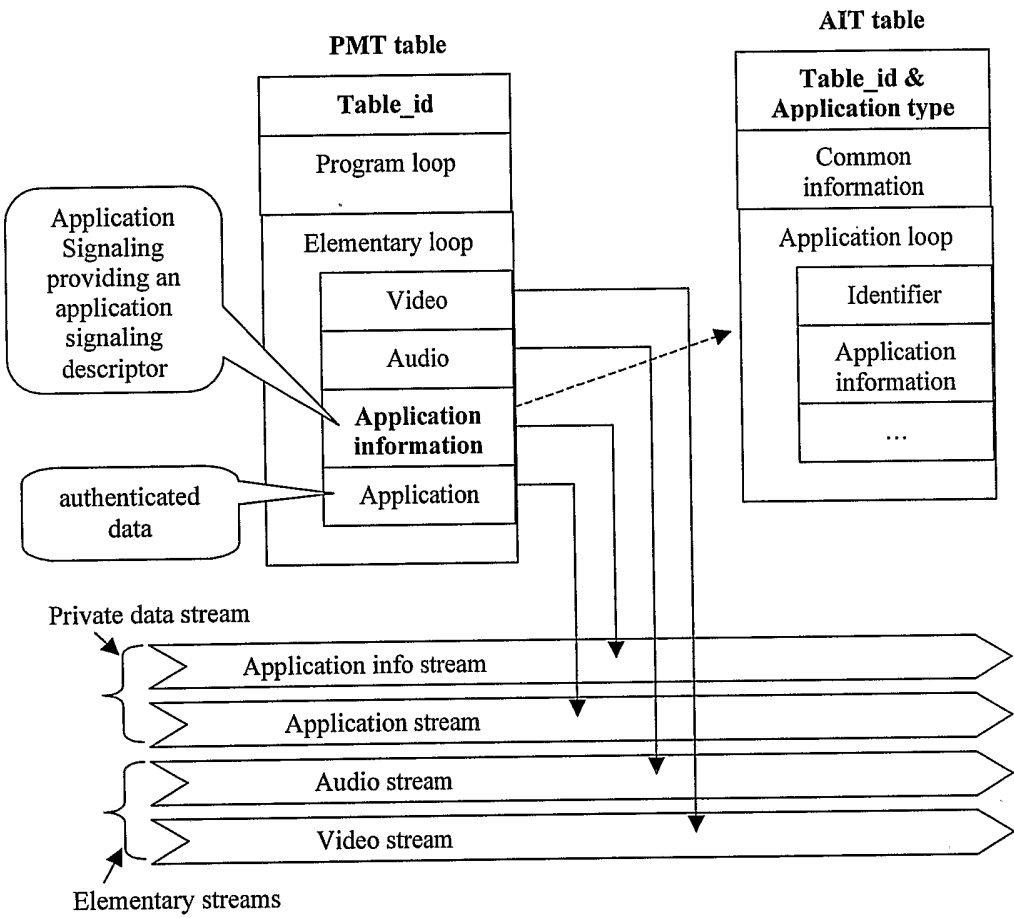 PMT table
Table_id
Program loop
Elementary loop
Video
Audio
Application
information
Application
Application
Signaling
providing an
application
signaling
descriptor
authenticated
data
AIT table
Table_id &
Application type
Common
information
Application loop
Identifier
Application
information
...
Private data stream
Application info stream
Application stream
Audio stream
Video stream
Elementary streams